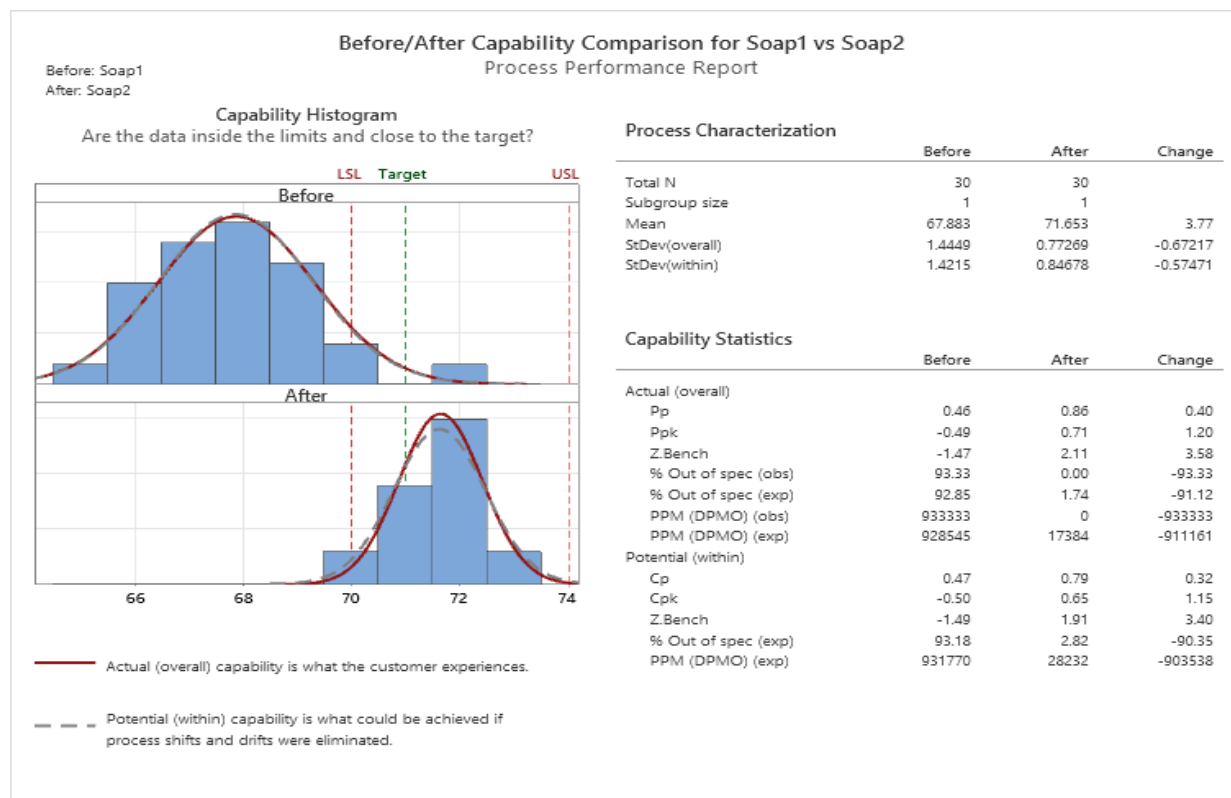 Before/After Capability Comparison for Soap1 vs Soap2
Process Performance Report
Before: Soap1
After: Soap2
Capability Histogram
Are the data inside the limits and close to the target?
LSL Target USL
Before
After
66 68 70 72 74
Actual (overall) capability is what the customer experiences.
Potential (within) capability is what could be achieved if
process shifts and drifts were eliminated.
Process Characterization
Before After Change
Total N 30 30
Subgroup size 1 1
Mean 67.883 71.653 3.77
StDev(overall) 1.4449 0.77269 -0.67217
StDev(within) 1.4215 0.84678 -0.57471
Capability Statistics
Before After Change
Actual (overall)
Pp 0.46 0.86 0.40
Ppk -0.49 0.71 1.20
Z.Bench -1.47 2.11 3.58
% Out of spec (obs) 93.33 0.00 -93.33
% Out of spec (exp) 92.85 1.74 -91.12
PPM (DPMO) (obs) 933333 0 -933333
PPM (DPMO) (exp) 928545 17384 -911161
Potential (within)
Cp 0.47 0.79 0.32
Cpk -0.50 0.65 1.15
Z.Bench -1.49 1.91 3.40
% Out of spec (exp) 93.18 2.82 -90.35
PPM (DPMO) (exp) 931770 28232 -903538